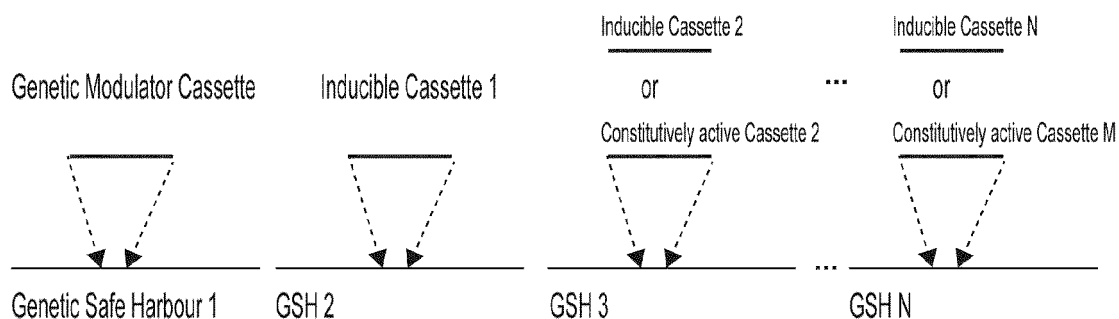 Inducible Cassette 2
Inducible Cassette N
Genetic Modulator Cassette
Inducible Cassette 1
or
...
or
Constitutively active Cassette 2
Constitutively active Cassette M
...
Genetic Safe Harbour 1
GSH 2
GSH 3
GSH N